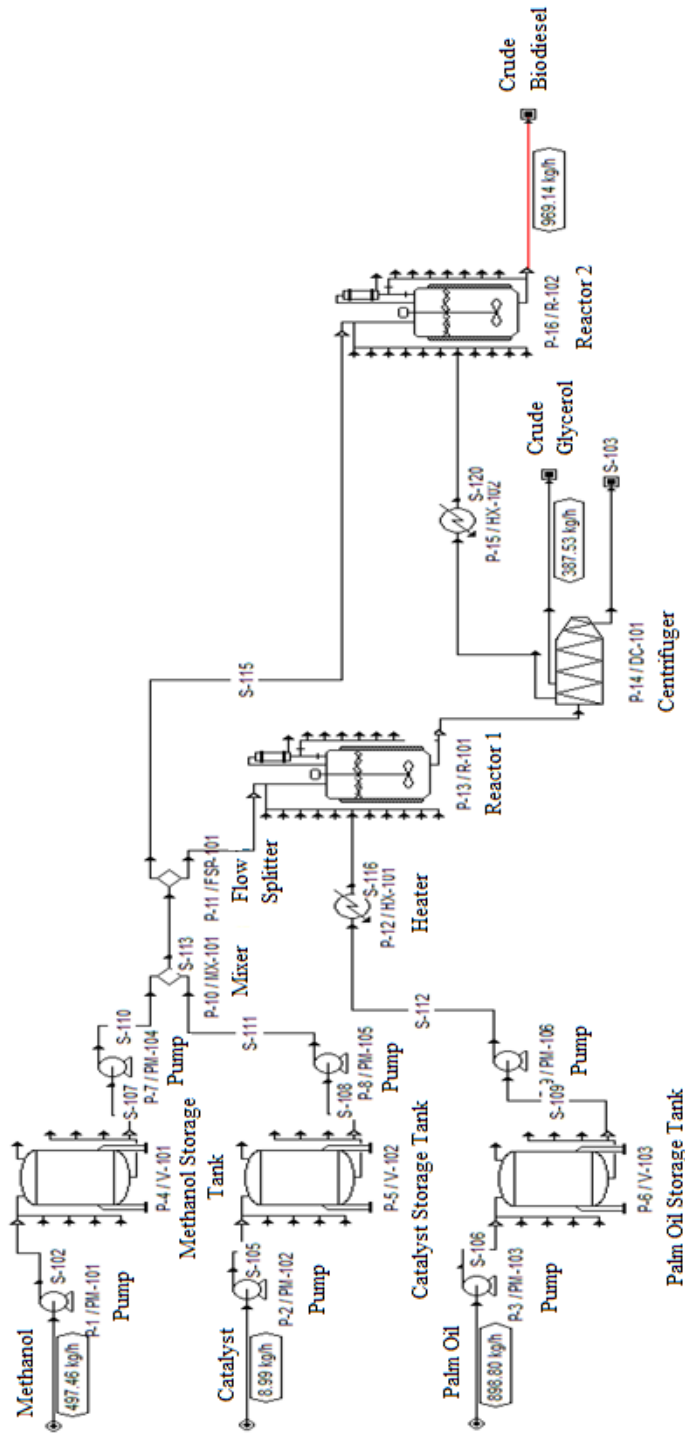 Methanol
497.46 kg/h
S-102
P-1 / PM-101
Pump
P-4 / V-101
Methanol Storage
Tank
S-107
S-110
P-7 / PM-104
Pump
Catalyst
8.99 kg/h
S-105
P-2 / PM-102
Pump
P-5 / V-102
Catalyst Storage Tank
S-108
P-8 / PM-105
Pump
S-111
S-113
P-10 / MX-101
Mixer
P-11 / FSP-101
Flow
Splitter
S-115
Palm Oil
898.80 kg/h
S-106
P-3 / PM-103
Pump
P-6 / V-103
Palm Oil Storage Tank
S-109
9 / PM-106
Pump
S-112
S-116
P-12 / HX-101
Heater
P-13 / R-101
Reactor 1
P-14 / DC-101
Centrifuger
Crude
Glycerol
387.53 kg/h
S-103
S-120
P-15 / HX-102
P-16 / R-102
Reactor 2
969.14 kg/h
Crude
Biodiesel